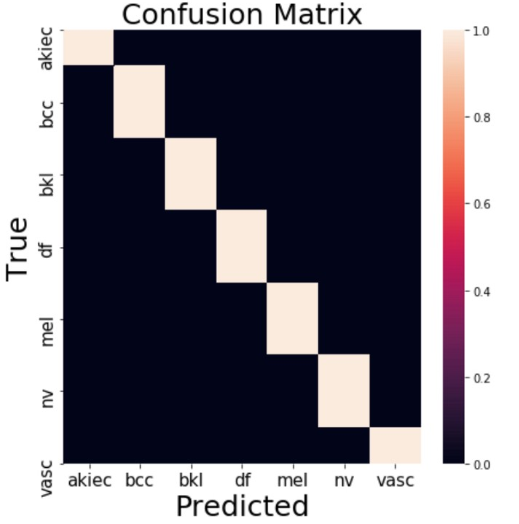 Confusion Matrix
akiec
bcc
bkl
df
mel
nv
vasc
True
akiec bcc bkl df mel nv vasc
Predicted
1.0
0.8
0.6
0.4
0.2
0.0